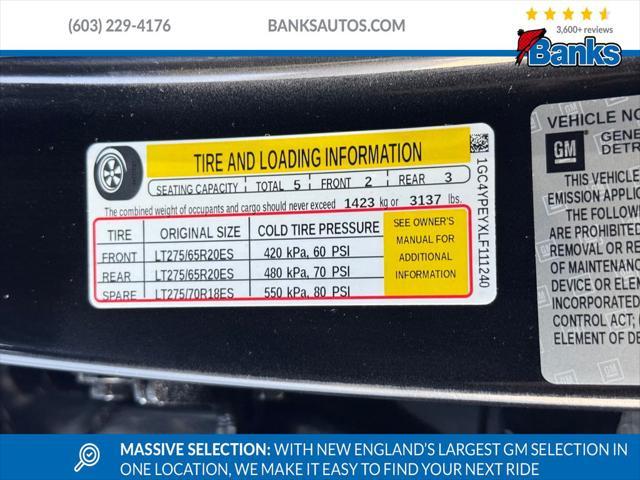 (603) 229-4176
BANKSAUTOS.COM
3,600+ reviews
Banks
TIRE AND LOADING INFORMATION
SEATING CAPACITY TOTAL 5 FRONT 2 REAR 3
The combined weight of occupants and cargo should never exceed 1423 kg or 3137 lbs.
TIRE ORIGINAL SIZE COLD TIRE PRESSURE
FRONT LT275/65R20ES 420 kPa, 60 PSI
REAR LT275/65R20ES 480 kPa, 70 PSI
SPARE LT275/70R18ES 550 kPa, 80 PSI
SEE OWNER'S
MANUAL FOR
ADDITIONAL
INFORMATION
1GC4YPEYXLF111240
VEHICLE
GM
GENE
DETR
THIS VEHICLE
EMISSION APPLICA
THE FOLLOW
ARE PROHIBITED
REMOVAL OR RE
OF MAINTENANC
DEVICE OR ELEM
INCORPORATED
CONTROL ACT; (
ELEMENT OF DE
GM
MASSIVE SELECTION: WITH NEW ENGLAND'S LARGEST GM SELECTION IN
ONE LOCATION, WE MAKE IT EASY TO FIND YOUR NEXT RIDE